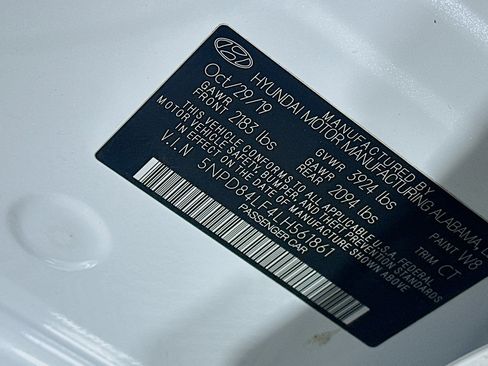 MANUFACTURED BY
HYUNDAI MOTOR MANUFACTURING ALABAMA, L
Oct/29/19 GVWR 3924 lbs PAINT W8
GAWR FRONT 2183 lbs GAWR REAR 2094 lbs TRIM CT
THIS VEHICLE CONFORMS TO ALL APPLICABLE U.S. FEDERAL
MOTOR VEHICLE SAFETY, BUMPER, AND THEFT PREVENTION STANDARDS
IN EFFECT ON THE DATE OF MANUFACTURE SHOWN ABOVE
V.I.N 5NPD84LF4LH561861
PASSENGER CAR